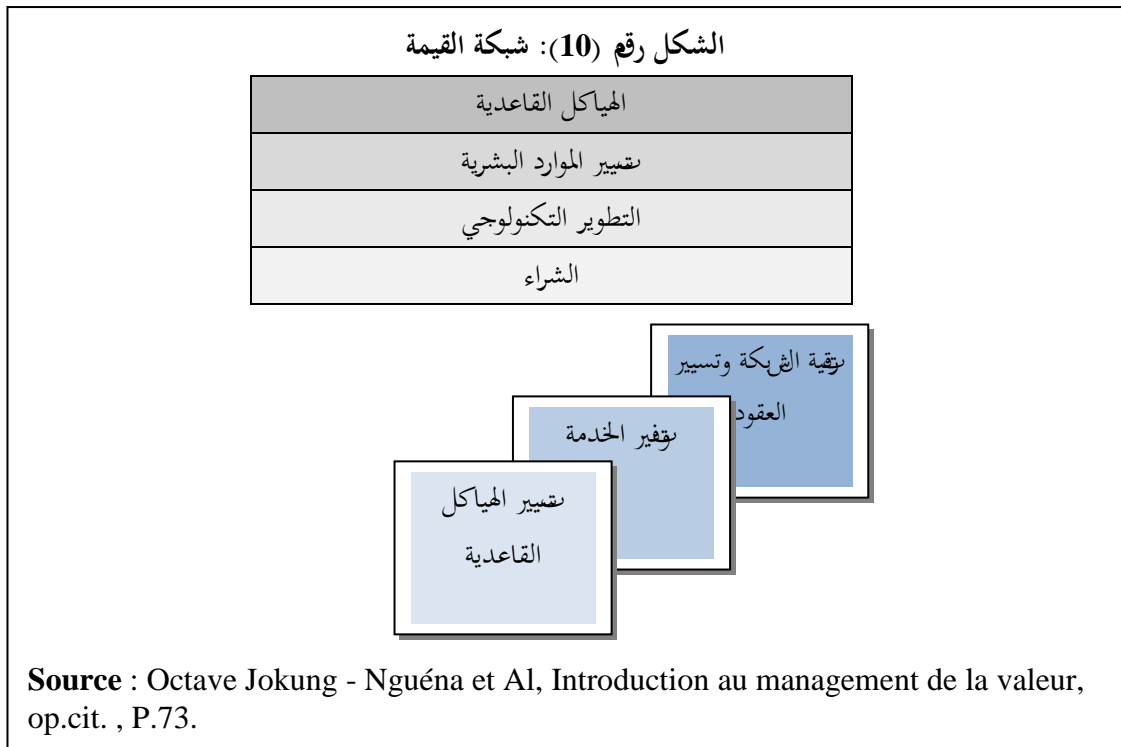 الشكل رقم (10): شبكة القيمة
الهياكل القاعدية
تسيير الموارد البشرية
التطوير التكنولوجي
الشراء
ترقية الشبكة وتسيير
العقود
توفير الخدمة
تسيير الهياكل
القاعدية
Source : Octave Jokung - Nguéna et Al, Introduction au management de la valeur,
op.cit. , P.73.